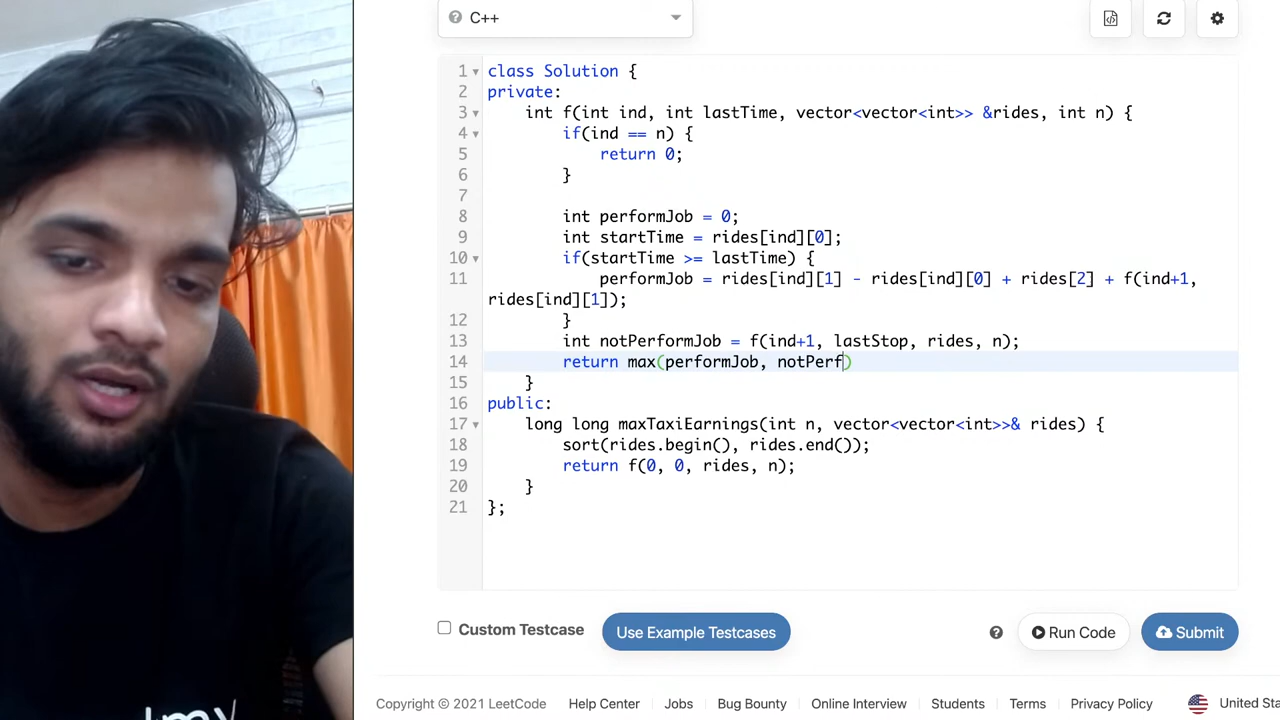 C++
1 class Solution {
2 private:
3 int f(int ind, int lastTime, vector<vector<int>> &rides, int n) {
4 if(ind == n) {
5 return 0;
6 }
7
8 int performJob = 0;
9 int startTime = rides[ind][0];
10 if(startTime >= lastTime) {
11 performJob = rides[ind][1] - rides[ind][0] + rides[2] + f(ind+1,
rides[ind][1]);
12 }
13 int notPerformJob = f(ind+1, lastStop, rides, n);
14 return max(performJob, notPerf)
15 }
16 public:
17 long long maxTaxiEarnings(int n, vector<vector<int>>& rides) {
18 sort(rides.begin(), rides.end());
19 return f(0, 0, rides, n);
20 }
21 };
Custom Testcase Use Example Testcases Run Code Submit
Copyright © 2021 LeetCode Help Center Jobs Bug Bounty Online Interview Students Terms Privacy Policy United Sta